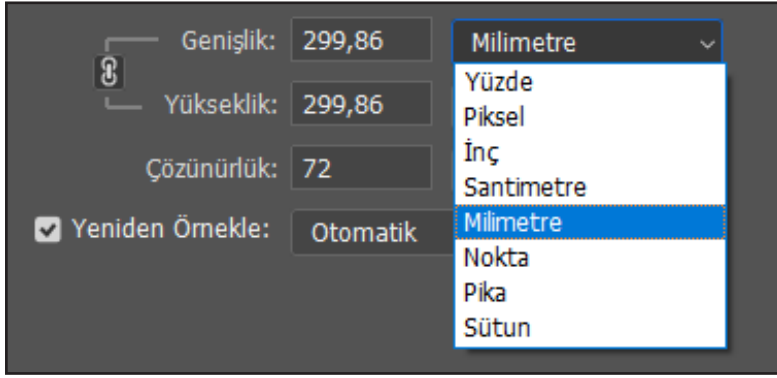 Genişlik: 299,86 Milimetre
Yüzde
Yükseklik: 299,86
Piksel
İnç
Çözünürlük: 72
Santimetre
Yeniden Örnekle: Otomatik
Milimetre
Nokta
Pika
Sütun